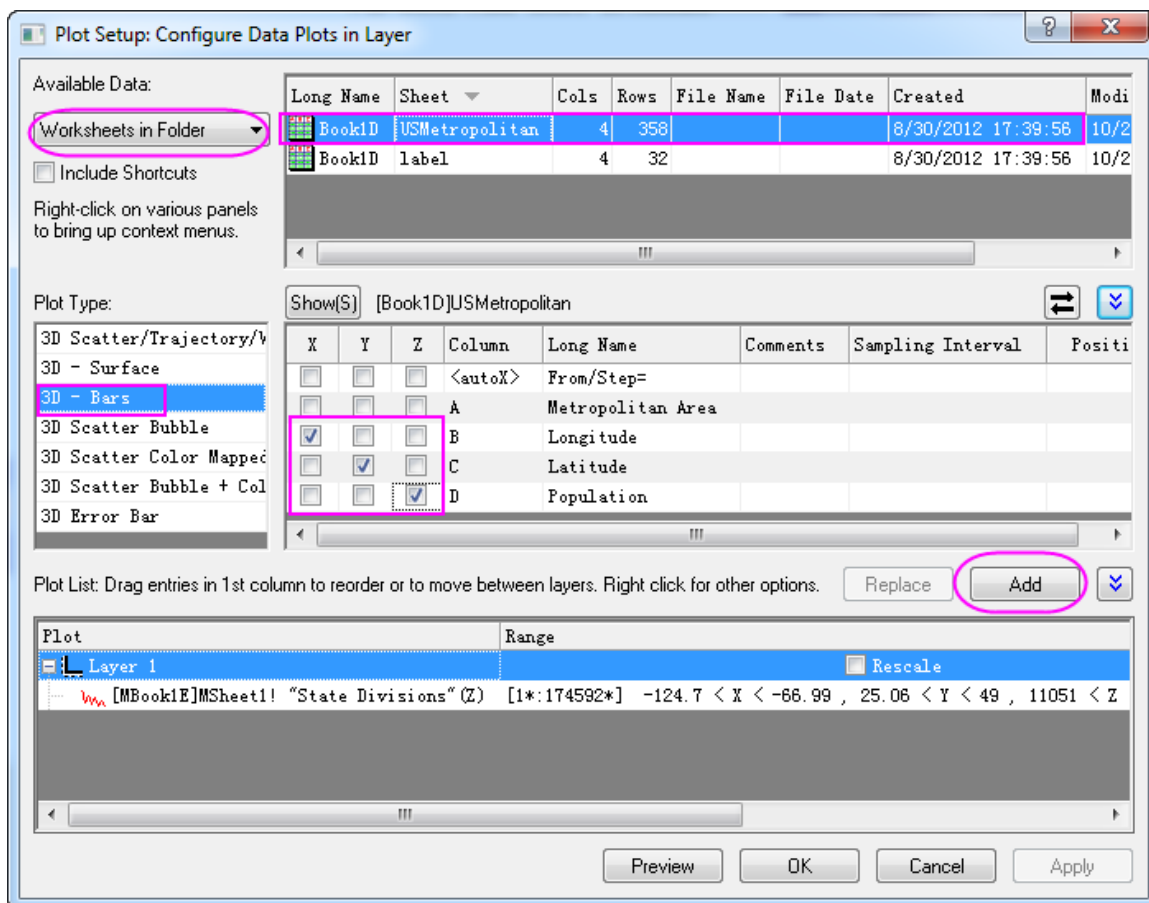 Plot Setup: Configure Data Plots in Layer
Available Data:
Worksheets in Folder
Include Shortcuts
Right-click on various panels
to bring up context menus.
Long Name Sheet Cols Rows File Name File Date Created Modi
Book1D USMetropolitan 4 358 8/30/2012 17:39:56 10/2
Book1D label 4 32 8/30/2012 17:39:56 10/2
Plot Type:
3D Scatter/Trajectory/V
3D - Surface
3D - Bars
3D Scatter Bubble
3D Scatter Color Mapped
3D Scatter Bubble + Col
3D Error Bar
Show(S) [Book1D]USMetropolitan
X Y Z Column Long Name Comments Sampling Interval Positi
<autoX> From/Step=
A Metropolitan Area
B Longitude
C Latitude
D Population
Plot List: Drag entries in 1st column to reorder or to move between layers. Right click for other options.
Replace Add
Plot Range
Layer 1 Rescale
[MBook1E]MSheet1! "State Divisions"(Z) [1*:174592*] -124.7 < X < -66.99 , 25.06 < Y < 49 , 11051 < Z
Preview OK Cancel Apply